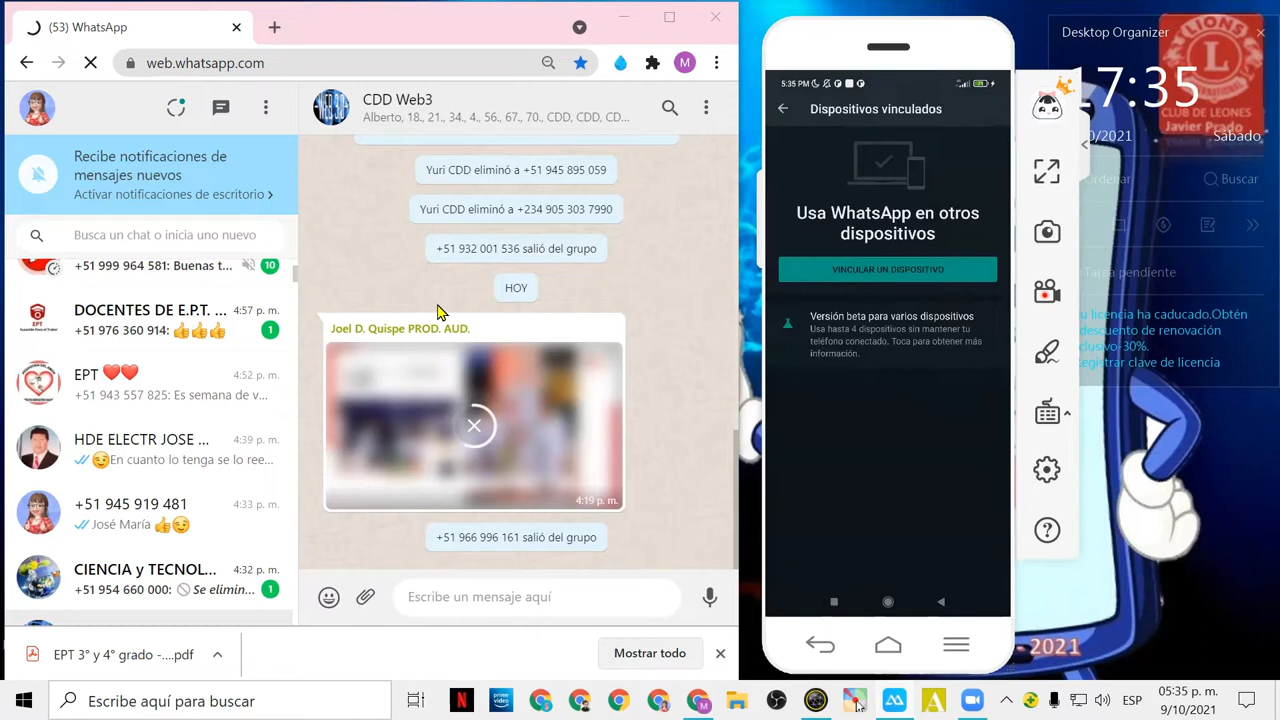 (53) WhatsApp
web.whatsapp.com
M
Recibe notificaciones de
mensajes nuevos
Activar notificaciones de escritorio >
Busca un chat o inicia uno nuevo
+51 999 964 581: Buenas t...
10
DOCENTES DE E.P.T. ...
4:57 p. m.
+51 976 360 914: 👍👍👍
1
EPT ❤❤
4:52 p. m.
+51 943 557 825: Es semana de v...
HDE ELECTR JOSE ...
4:39 p. m.
😉En cuanto lo tenga se lo ree...
+51 945 919 481
4:33 p. m.
José María 👍😉
CIENCIA y TECNOL...
4:32 p. m.
+51 954 660 000: 🚫 Se elimin...
1
CDD Web3
Alberto, 18., 21., 34., 4., 56., 67., 70., CDD, CDD, CD...
Yuri CDD eliminó a +51 945 895 059
Yuri CDD eliminó a +234 905 303 7990
+51 932 001 536 salió del grupo
HOY
Joel D. Quispe PROD. AUD.
4:19 p. m.
+51 966 996 161 salió del grupo
Escribe un mensaje aquí
EPT 3° y 4° grado -....pdf
Mostrar todo
5:35 PM
Dispositivos vinculados
Usa WhatsApp en otros
dispositivos
VINCULAR UN DISPOSITIVO
Versión beta para varios dispositivos
Usa hasta 4 dispositivos sin mantener tu
teléfono conectado. Toca para obtener más
información.
Desktop Organizer
LIONS
L
17:35
CLUB DE LEONES
Javier Prado
0/2021
Sábado
Ordenar
Buscar
Tarea pendiente
u licencia ha caducado.Obtén
descuento de renovación
clusivo-30%.
egistrar clave de licencia
- 2021
Escribe aquí para buscar
ESP
05:35 p. m.
9/10/2021